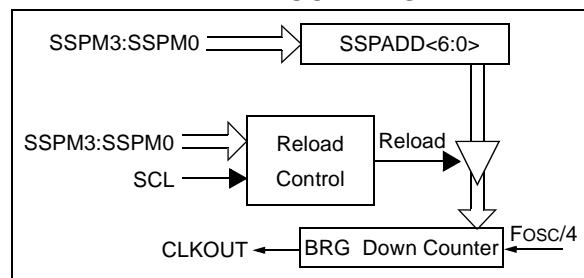 SSPM3:SSPM0
SSPADD<6:0>
SSPM3:SSPM0
SCL
Reload
Control
Reload
CLKOUT
BRG Down Counter
FOSC/4